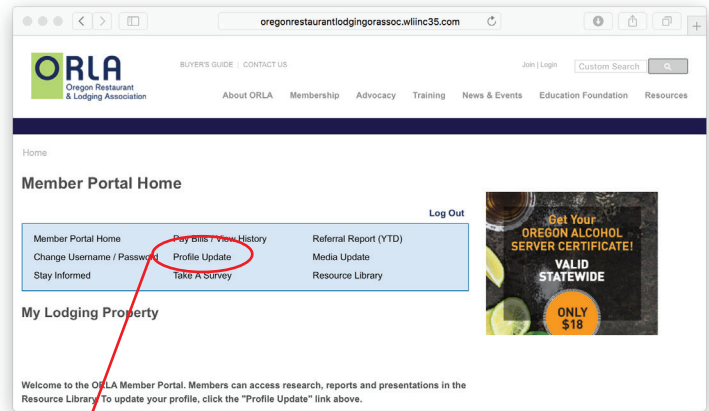 oregonrestaurantlodgingorassoc.wliinc35.com
ORLA
Oregon Restaurant
& Lodging Association
BUYER'S GUIDE | CONTACT US
Join | Login
Custom Search
About ORLA Membership Advocacy Training News & Events Education Foundation Resources
Home
Member Portal Home
Log Out
Member Portal Home Pay Bills / View History Referral Report (YTD)
Change Username / Password Profile Update Media Update
Stay Informed Take A Survey Resource Library
Get Your
OREGON ALCOHOL
SERVER CERTIFICATE!
VALID
STATEWIDE
ONLY
$18
My Lodging Property
Welcome to the ORLA Member Portal. Members can access research, reports and presentations in the
Resource Library. To update your profile, click the "Profile Update" link above.